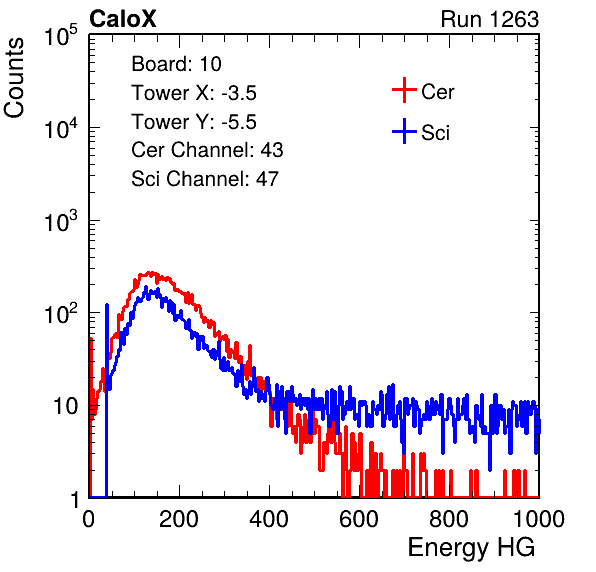 CaloX Run 1263
Counts
Board: 10
Tower X: -3.5
Tower Y: -5.5
Cer Channel: 43
Sci Channel: 47
Cer
Sci
10^5
10^4
10^3
10^2
10
1
0 200 400 600 800 1000
Energy HG